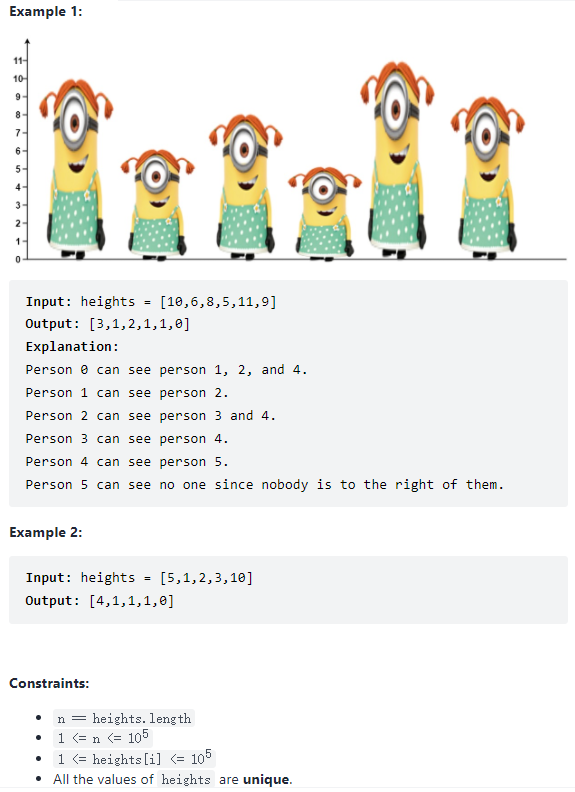 Example 1:
11
10
9
8
7
6
5
4
3
2
1
0
Input: heights = [10,6,8,5,11,9]
Output: [3,1,2,1,1,0]
Explanation:
Person 0 can see person 1, 2, and 4.
Person 1 can see person 2.
Person 2 can see person 3 and 4.
Person 3 can see person 4.
Person 4 can see person 5.
Person 5 can see no one since nobody is to the right of them.
Example 2:
Input: heights = [5,1,2,3,10]
Output: [4,1,1,1,0]
Constraints:
• n == heights.length
• 1 <= n <= 10⁵
• 1 <= heights[i] <= 10⁵
• All the values of heights are unique.